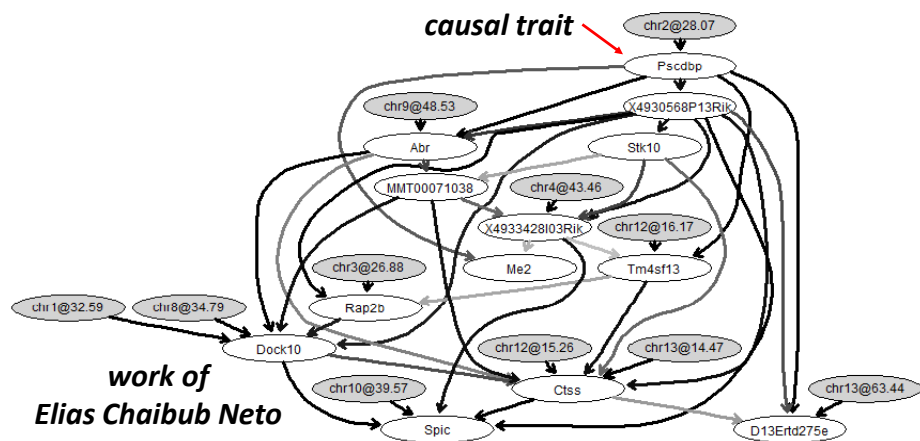 causal trait
chr2@28.07
Pscdbp
chr9@48.53
X4930568P13Rik
Abr
Stk10
MMT00071038
chr4@43.46
X4933428I03Rik
chr12@16.17
chr3@26.88
Me2
Tm4sf13
chr1@32.59
chr8@34.79
Rap2b
Dock10
chr12@15.26
chr13@14.47
work of
Elias Chaibub Neto
chr10@39.57
Ctss
chr13@63.44
Spic
D13Ertd275e